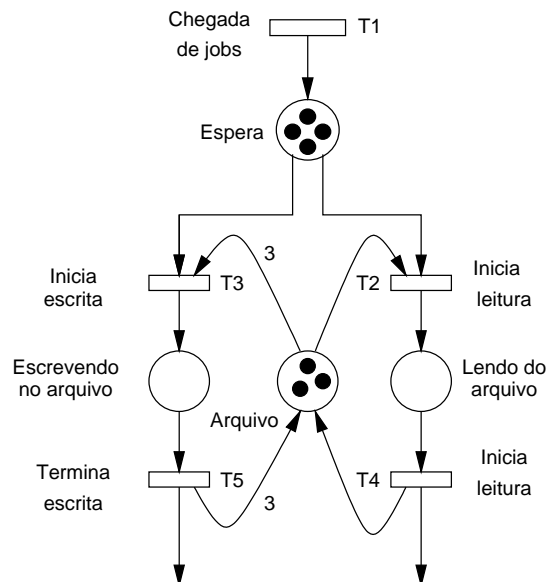 Chegada
de jobs
T1
Espera
3
Inicia
escrita
T3
T2
Inicia
leitura
Escrevendo
no arquivo
Arquivo
Lendo do
arquivo
Termina
escrita
T5
3
T4
Inicia
leitura